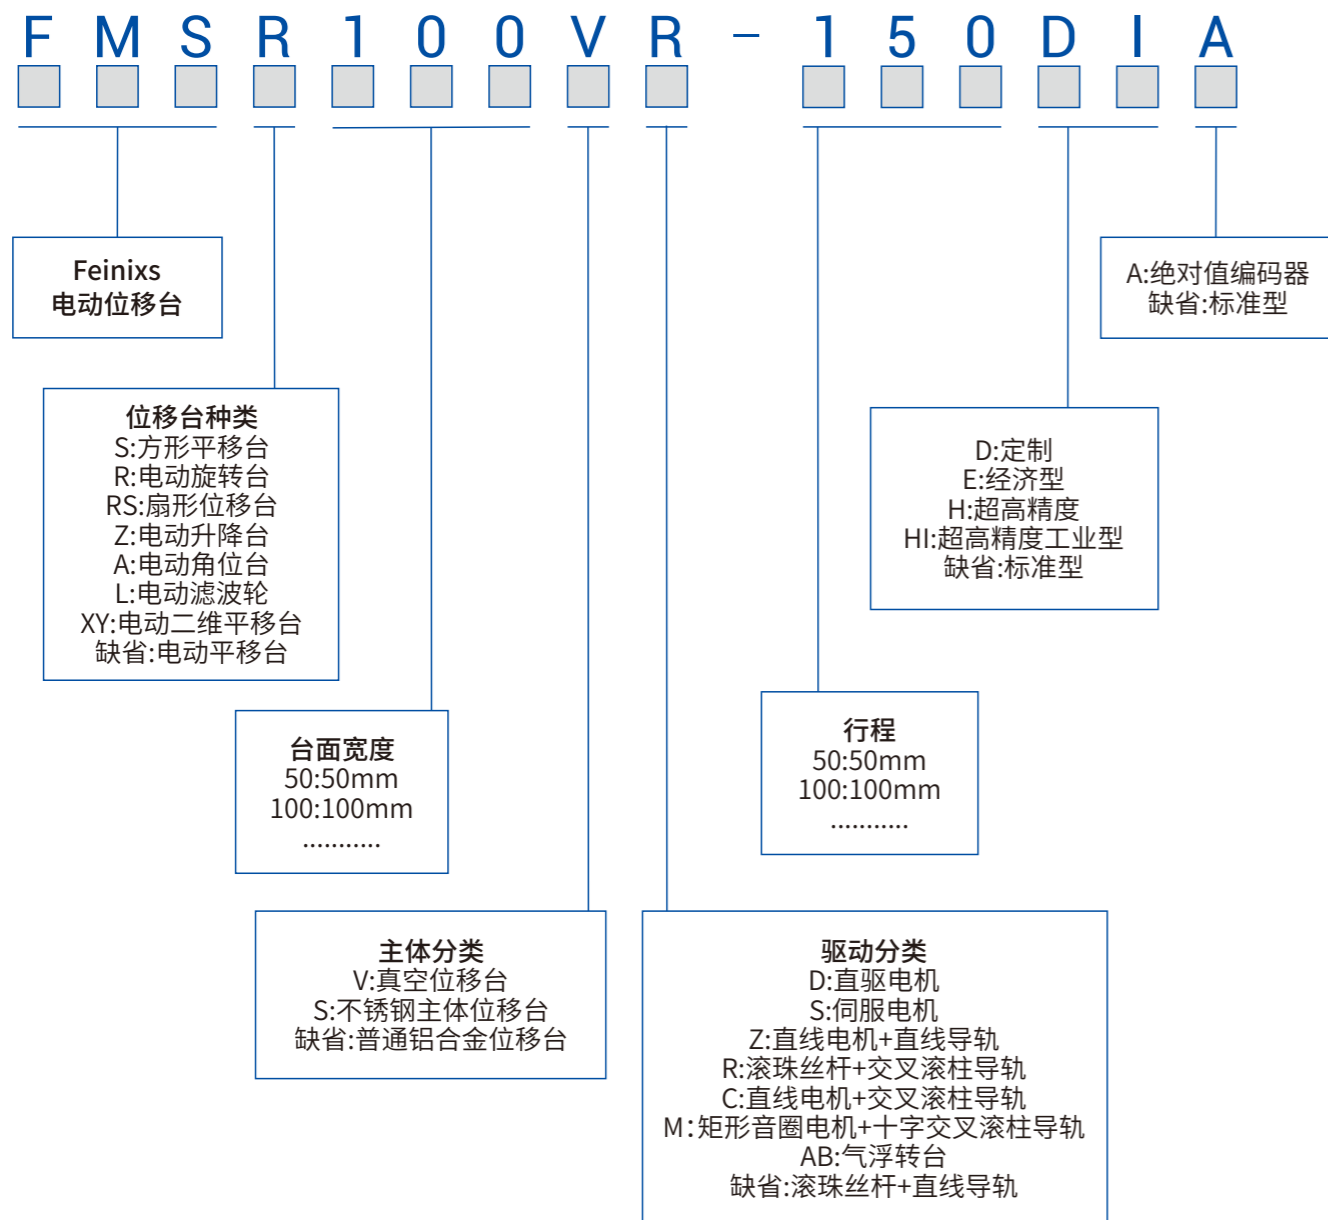 FMSR100VR-150DIA
Feinixs
电动位移台
A:绝对值编码器
缺省:标准型
位移台种类
S:方形平移台
R:电动旋转台
RS:扇形位移台
Z:电动升降台
A:电动角位台
L:电动滤波轮
XY:电动二维平移台
缺省:电动平移台
D:定制
E:经济型
H:超高精度
HI:超高精度工业型
缺省:标准型
台面宽度
50:50mm
100:100mm
...........
行程
50:50mm
100:100mm
...........
主体分类
V:真空位移台
S:不锈钢主体位移台
缺省:普通铝合金位移台
驱动分类
D:直驱电机
S:伺服电机
Z:直线电机+直线导轨
R:滚珠丝杆+交叉滚柱导轨
C:直线电机+交叉滚柱导轨
M:矩形音圈电机+十字交叉滚柱导轨
AB:气浮转台
缺省:滚珠丝杆+直线导轨